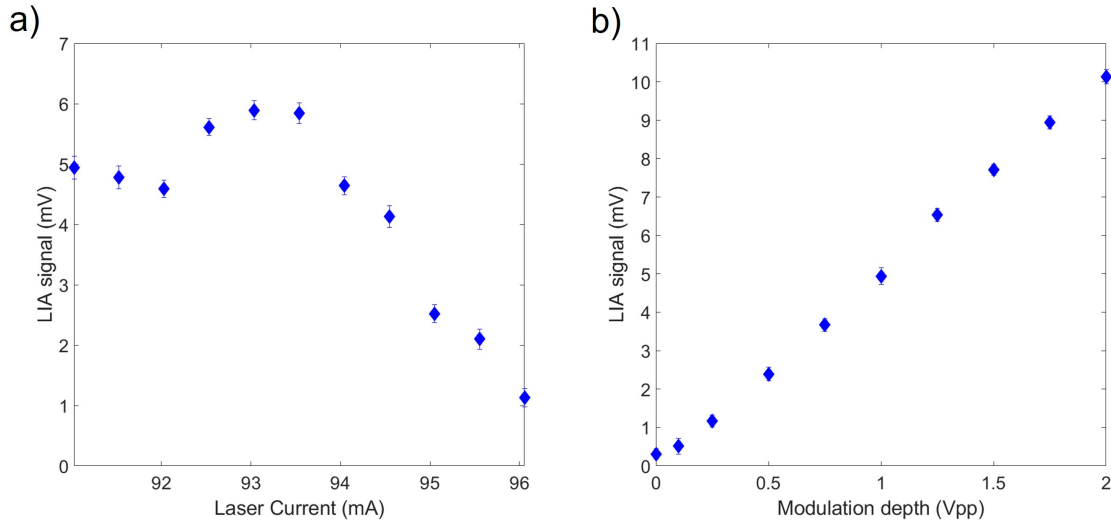 a)
7
6
5
4
3
2
1
0
LIA signal (mV)
92 93 94 95 96
Laser Current (mA)
b)
11
10
9
8
7
6
5
4
3
2
1
0
LIA signal (mV)
0 0.5 1 1.5 2
Modulation depth (Vpp)